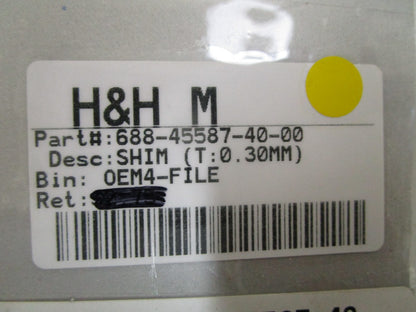 H&H M
Part#:688-45587-40-00
Desc:SHIM (T:0.30MM)
Bin: OEM4-FILE
Ret: